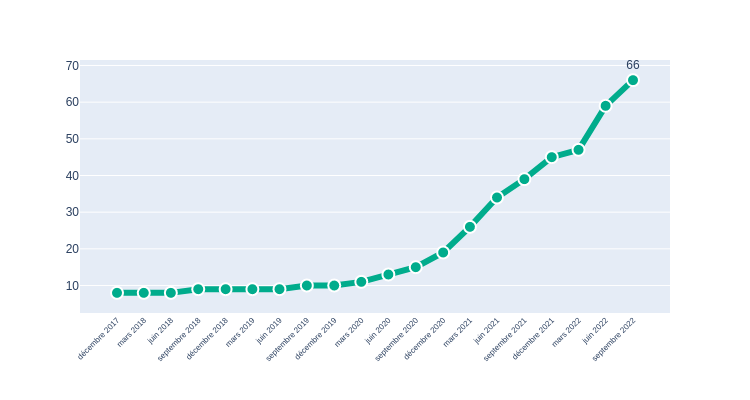 70
66
60
50
40
30
20
10
décembre 2017
mars 2018
juin 2018
septembre 2018
décembre 2018
mars 2019
juin 2019
septembre 2019
décembre 2019
mars 2020
juin 2020
septembre 2020
décembre 2020
mars 2021
juin 2021
septembre 2021
décembre 2021
mars 2022
juin 2022
septembre 2022